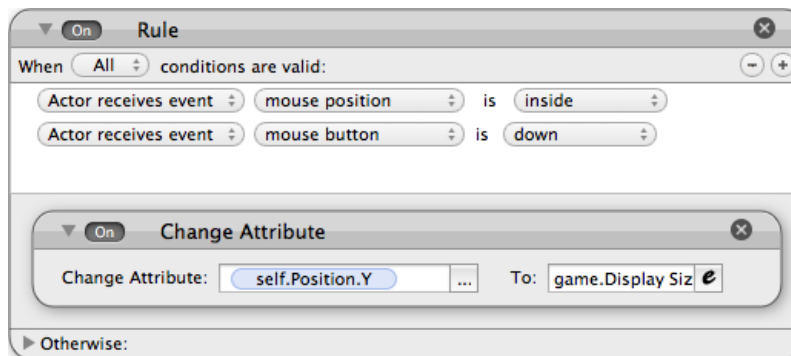 On Rule
When All conditions are valid:
Actor receives event mouse position is inside
Actor receives event mouse button is down
On Change Attribute
Change Attribute: self.Position.Y ... To: game.Display Siz e
Otherwise: